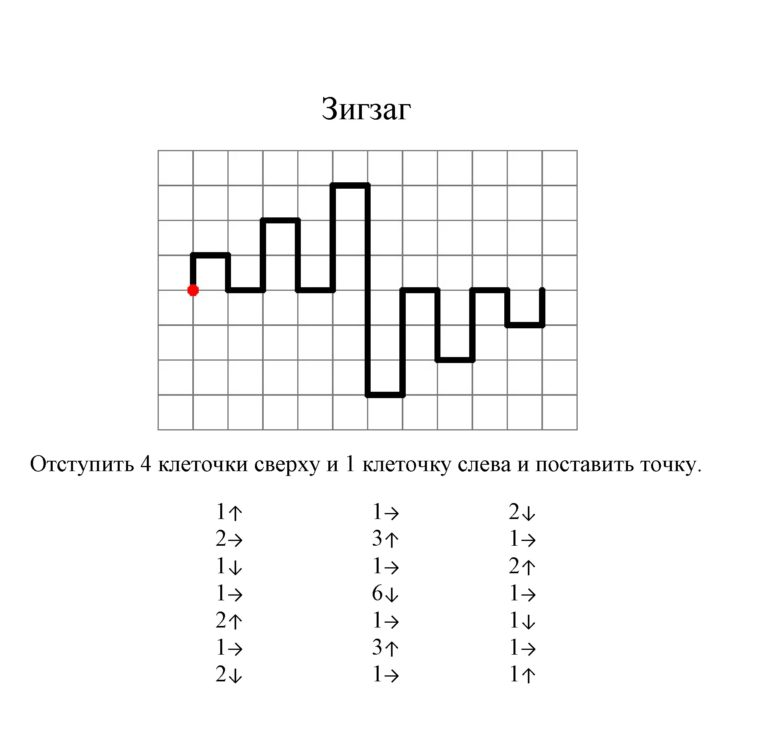 Зигзаг
Отступить 4 клеточки сверху и 1 клеточку слева и поставить точку.
1↑ 1→ 2↓
2→ 3↑ 1→
1↓ 1→ 2↑
1→ 6↓ 1→
2↑ 1→ 1↓
1→ 3↑ 1→
2↓ 1→ 1↑